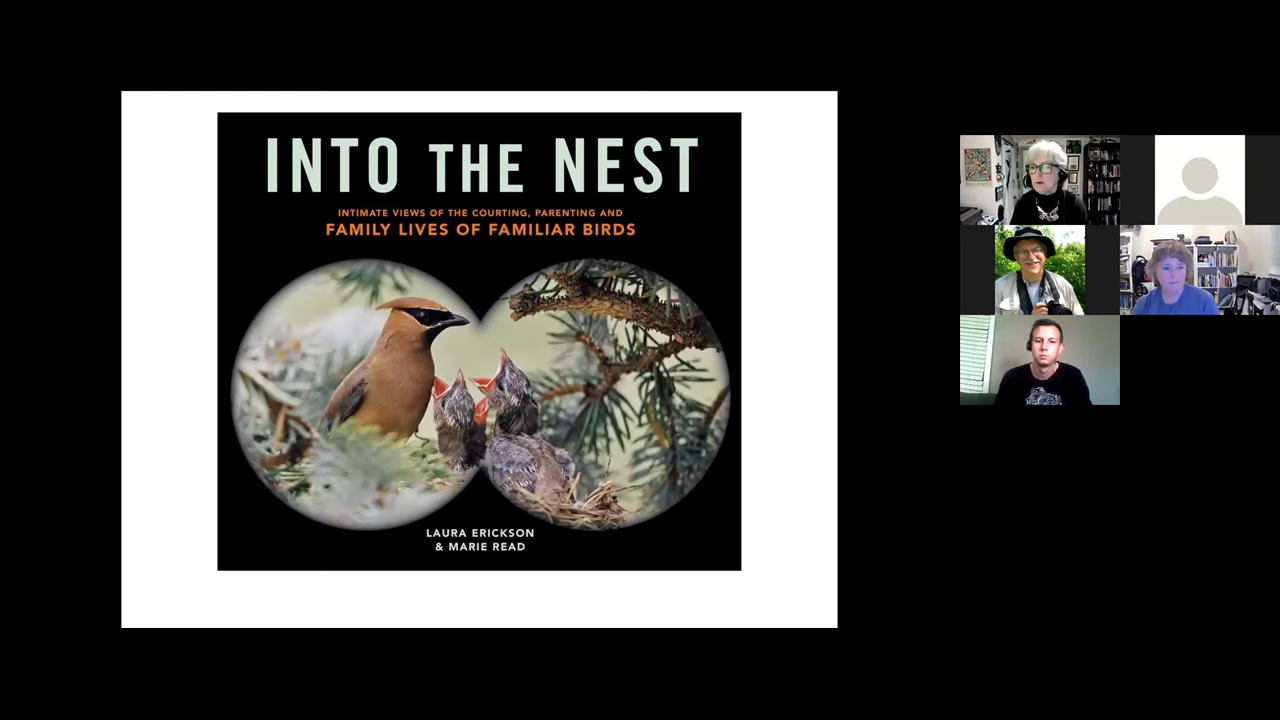 INTO THE NEST
INTIMATE VIEWS OF THE COURTING, PARENTING AND
FAMILY LIVES OF FAMILIAR BIRDS
LAURA ERICKSON
& MARIE READ